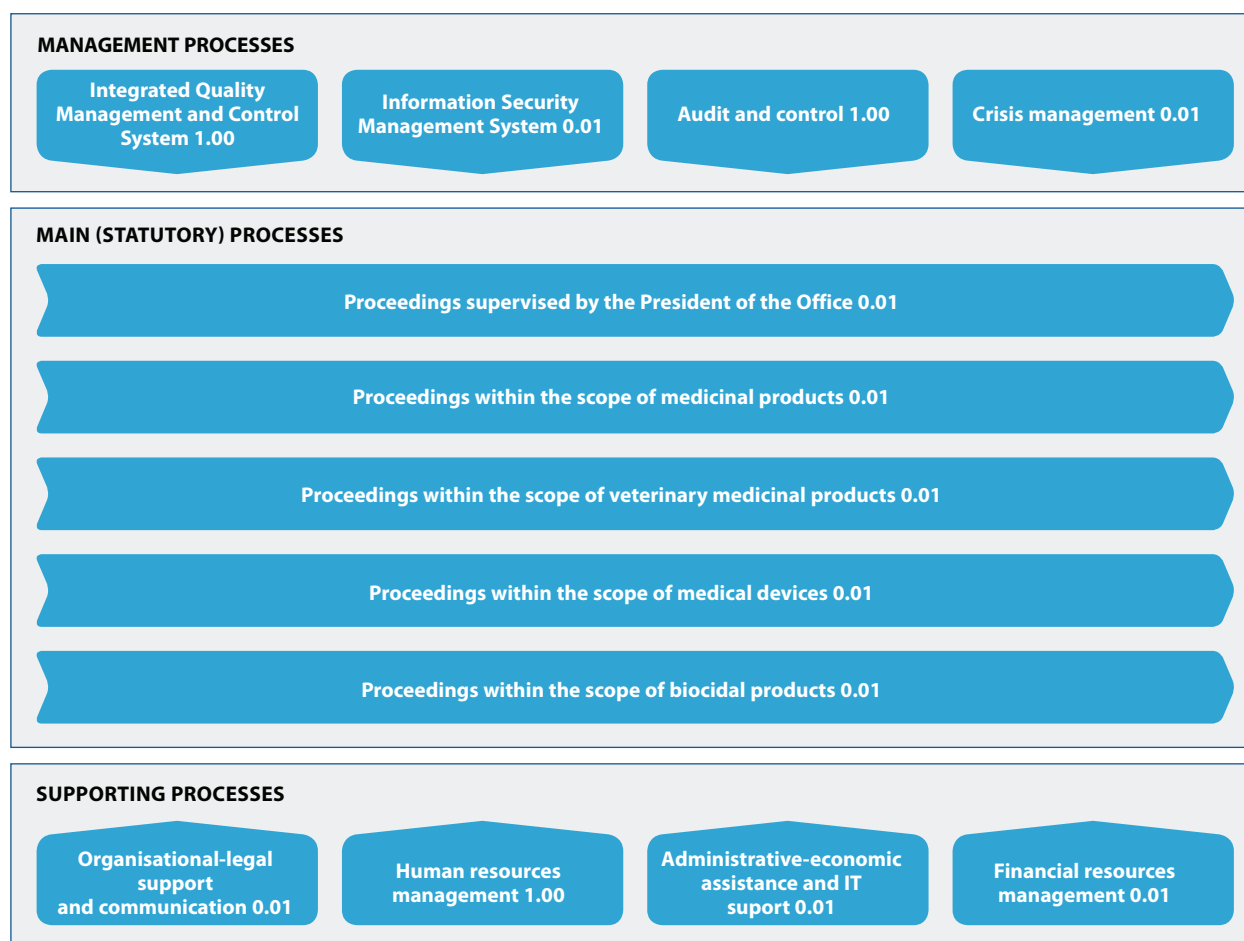 MANAGEMENT PROCESSES
Integrated Quality
Management and Control
System 1.00
Information Security
Management System 0.01
Audit and control 1.00
Crisis management 0.01
MAIN (STATUTORY) PROCESSES
Proceedings supervised by the President of the Office 0.01
Proceedings within the scope of medicinal products 0.01
Proceedings within the scope of veterinary medicinal products 0.01
Proceedings within the scope of medical devices 0.01
Proceedings within the scope of biocidal products 0.01
SUPPORTING PROCESSES
Organisational-legal
support
and communication 0.01
Human resources
management 1.00
Administrative-economic
assistance and IT
suport 0.01
Financial resources
management 0.01